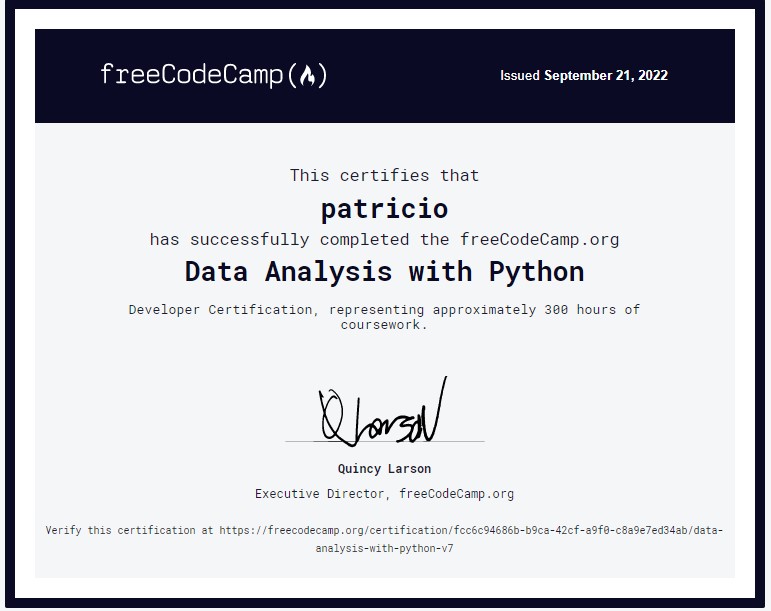 freeCodeCamp
Issued September 21, 2022
This certifies that
patricio
has successfully completed the freeCodeCamp.org
Data Analysis with Python
Developer Certification, representing approximately 300 hours of
coursework.
Q Larson
Quincy Larson
Executive Director, freeCodeCamp.org
Verify this certification at https://freecodecamp.org/certification/fcc6c94686b-b9ca-42cf-a9f0-c8a9e7ed34ab/data-
analysis-with-python-v7